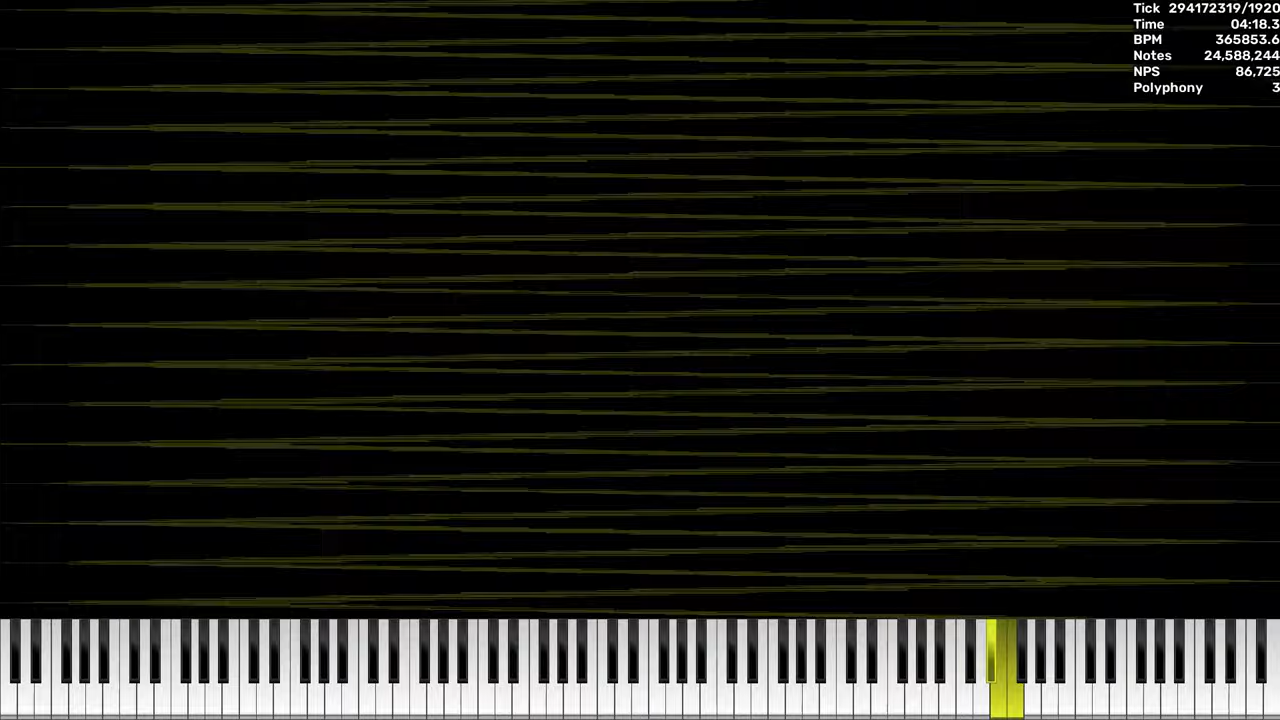 Tick 294172319/1920
Time 04:18.3
BPM 365853.6
Notes 24,588,244
NPS 86,725
Polyphony 3